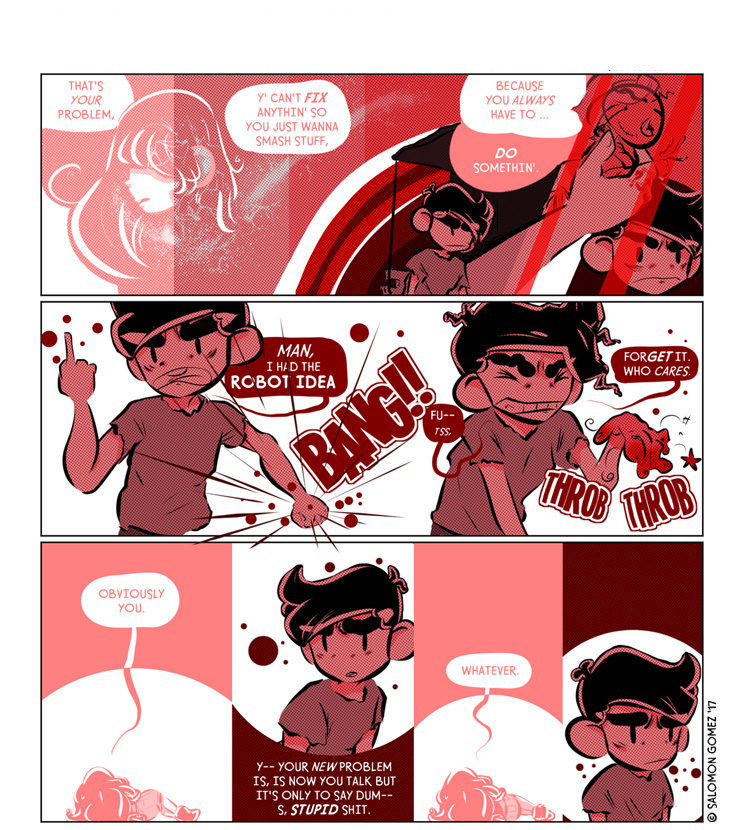 THAT'S
YOUR
PROBLEM,
Y' CAN'T FIX
ANYTHIN' SO
YOU JUST WANNA
SMASH STUFF,
BECAUSE
YOU ALWAYS
HAVE TO ...
DO
SOMETHIN'.
MAN,
I HAD THE
ROBOT IDEA
BANG!!
FU--
TSS,
FORGET IT.
WHO CARES.
THROB
THROB
OBVIOUSLY
YOU.
Y-- YOUR NEW PROBLEM
IS, IS NOW YOU TALK BUT
IT'S ONLY TO SAY DUM--
S, STUPID SHIT.
WHATEVER.
© SALOMON GOMEZ '17